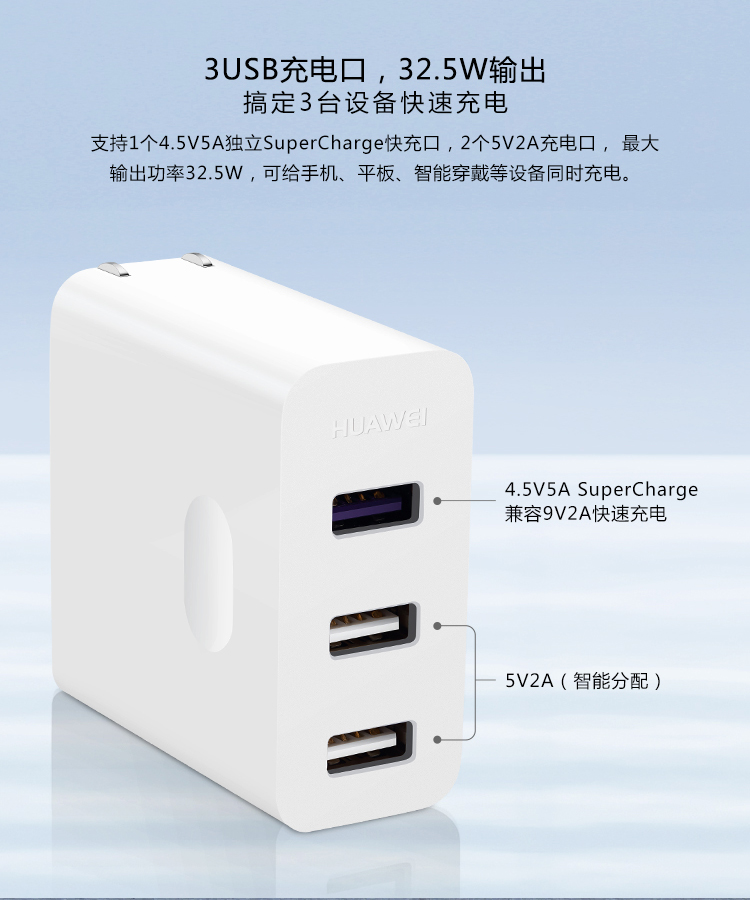 3USB充电口，32.5W输出
搞定3台设备快速充电
支持1个4.5V5A独立SuperCharge快充口，2个5V2A充电口， 最大
输出功率32.5W，可给手机、平板、智能穿戴等设备同时充电。
HUAWEI
4.5V5A SuperCharge
兼容9V2A快速充电
5V2A（智能分配）